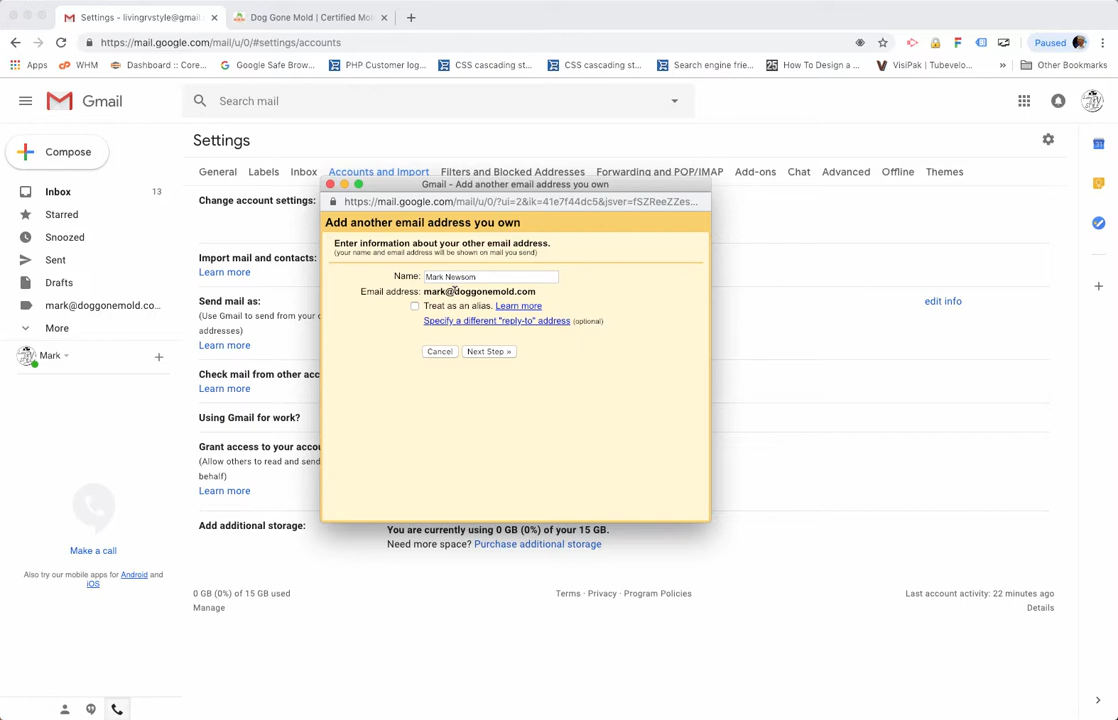 Settings - livingrvstyle@gmail
Dog Gone Mold | Certified Mol
https://mail.google.com/mail/u/0/#settings/accounts
Paused
Apps
WHM
Dashboard :: Core...
Google Safe Brow...
PHP Customer log...
CSS cascading st...
CSS cascading st...
Search engine frie...
25 How To Design a ...
VisiPak | Tubevelo...
»
Other Bookmarks
Gmail
Search mail
Compose
Inbox 13
Starred
Snoozed
Sent
Drafts
mark@doggonemold.co...
More
Mark
Make a call
Also try our mobile apps for Android and
iOS
Settings
General Labels Inbox Accounts and Import Filters and Blocked Addresses Forwarding and POP/IMAP Add-ons Chat Advanced Offline Themes
Change account settings:
Import mail and contacts:
Learn more
Send mail as:
(Use Gmail to send from your o
addresses)
Learn more
edit info
Check mail from other acc
Learn more
Using Gmail for work?
Grant access to your accou
(Allow others to read and send
behalf)
Learn more
Add additional storage:
You are currently using 0 GB (0%) of your 15 GB.
Need more space? Purchase additional storage
Gmail - Add another email address you own
https://mail.google.com/mail/u/0/?ui=2&ik=41e7f44dc5&jsver=fSZReeZZes...
Add another email address you own
Enter information about your other email address.
(your name and email address will be shown on mail you send)
Name: Mark Newsom
Email address: mark@doggonemold.com
Treat as an alias. Learn more
Specify a different "reply-to" address (optional)
Cancel Next Step »
0 GB (0%) of 15 GB used
Manage
Terms · Privacy · Program Policies
Last account activity: 22 minutes ago
Details